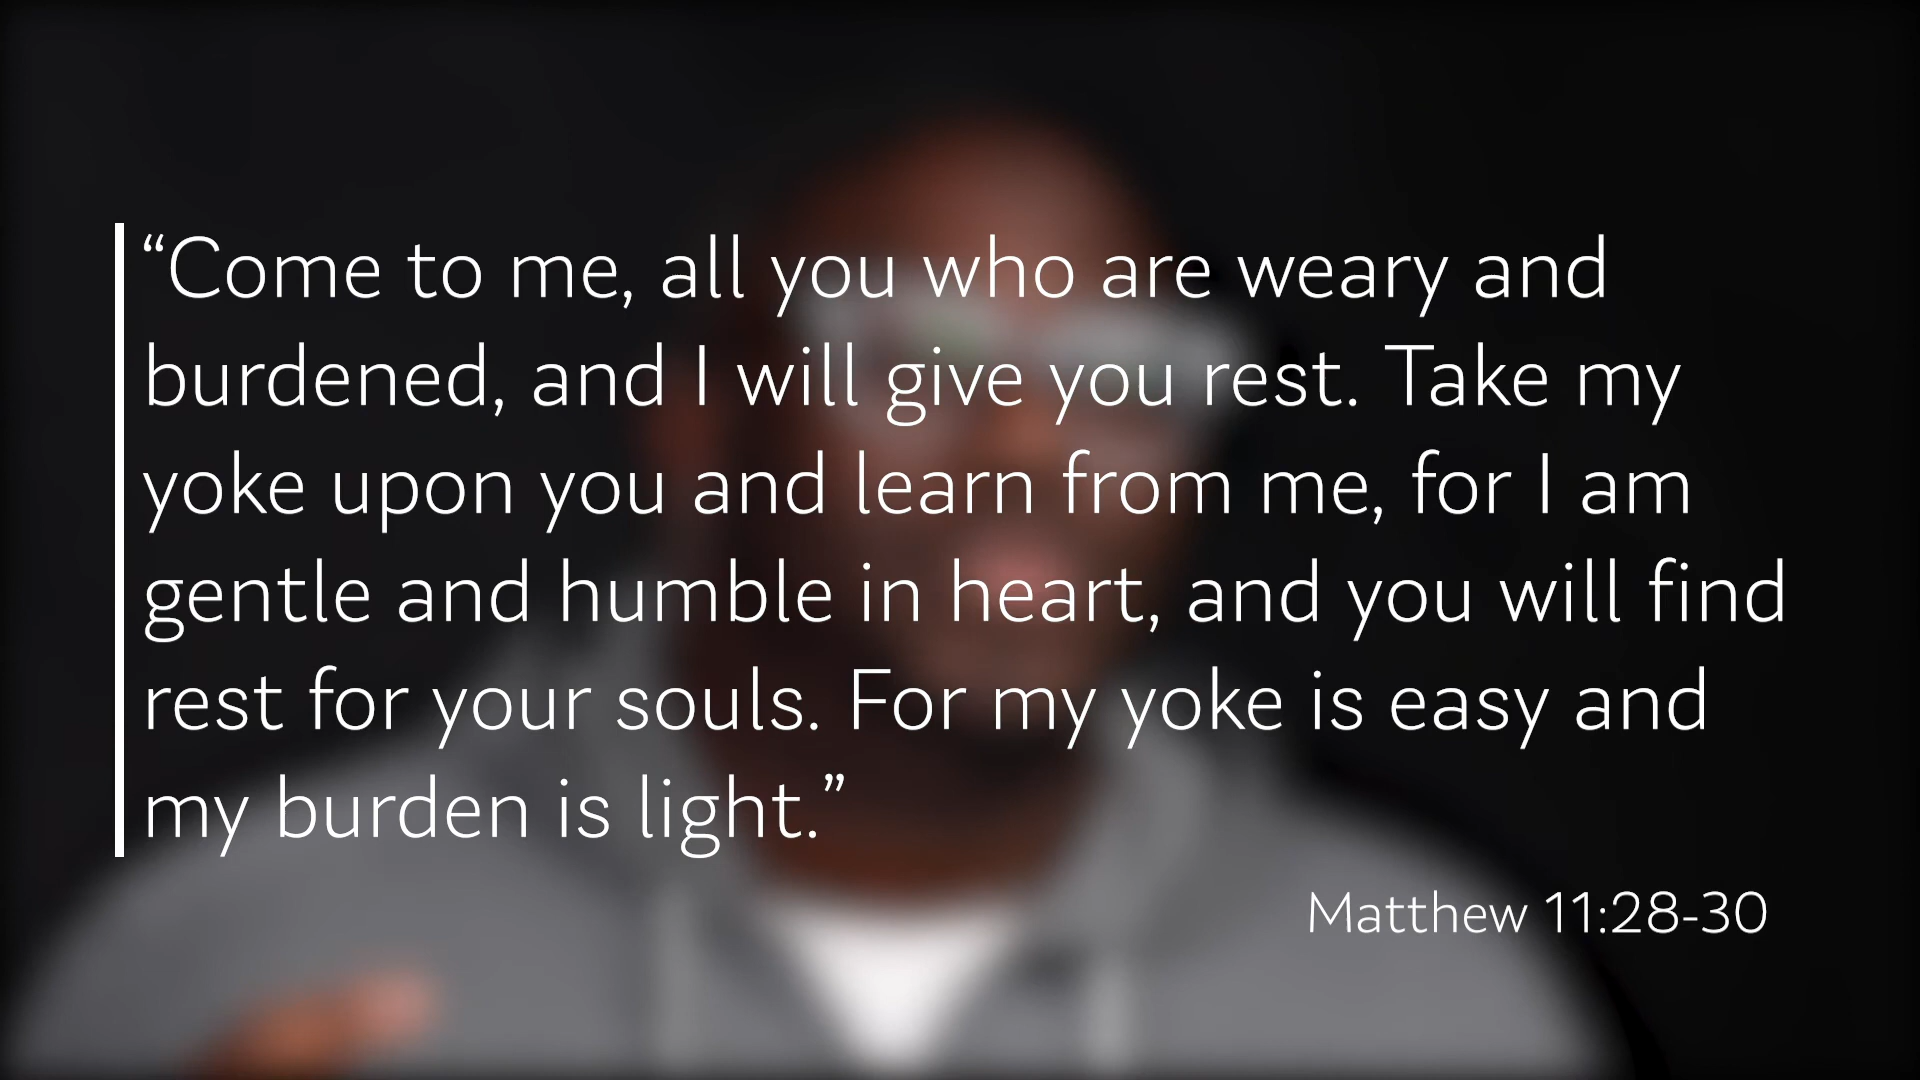 “Come to me, all you who are weary and
burdened, and I will give you rest. Take my
yoke upon you and learn from me, for I am
gentle and humble in heart, and you will find
rest for your souls. For my yoke is easy and
my burden is light.”
Matthew 11:28-30